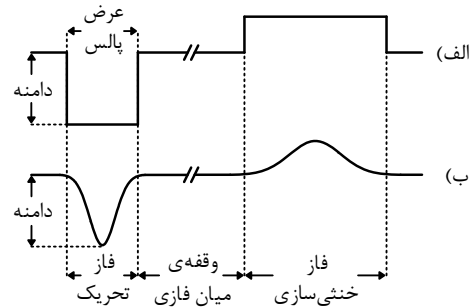 عرض
پالس
الف)
دامنه
ب)
دامنه
فاز
خنثی‌سازی
وقفه‌ی
میان فازی
فاز
تحریک